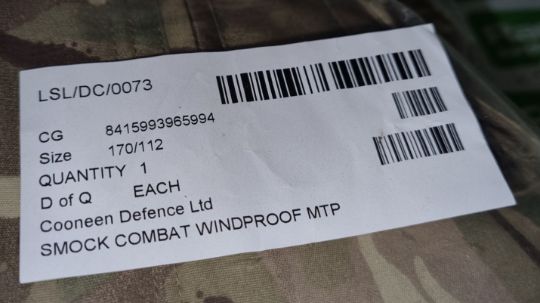 LSL/DC/0073
CG 8415993965994
Size 170/112
QUANTITY 1
D of Q EACH
Cooneen Defence Ltd
SMOCK COMBAT WINDPROOF MTP